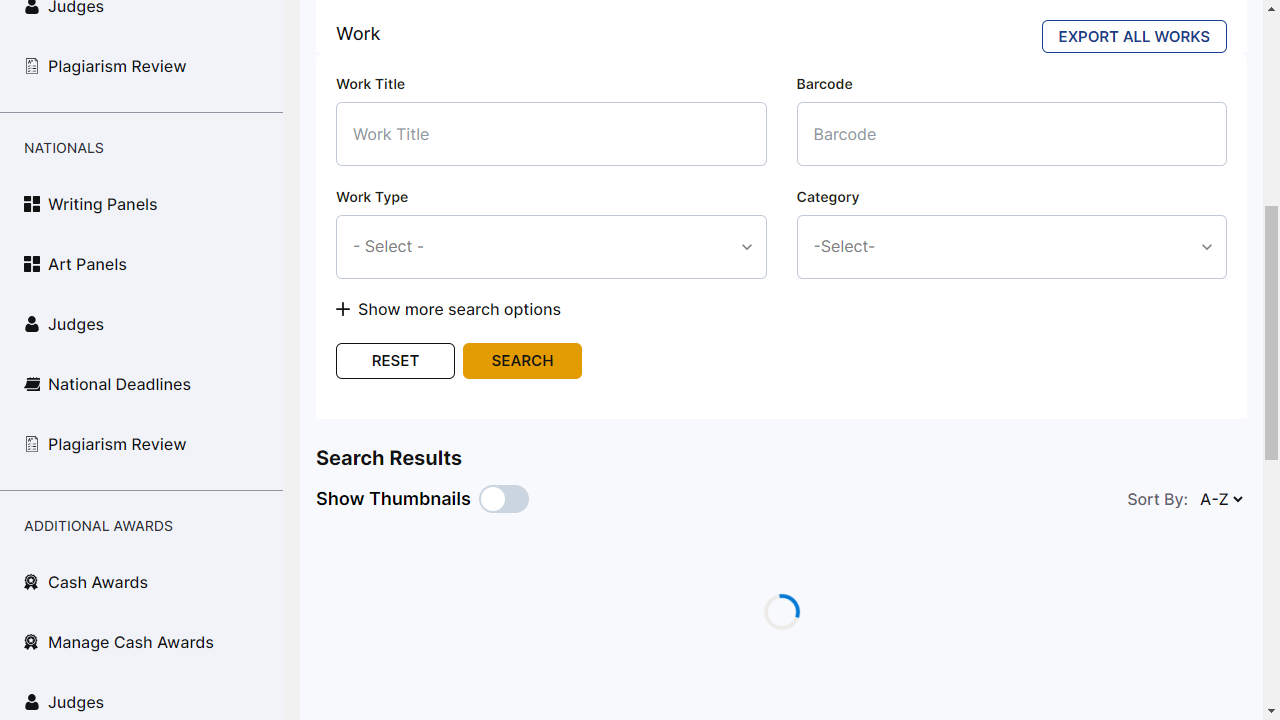 Judges
Plagiarism Review
NATIONALS
Writing Panels
Art Panels
Judges
National Deadlines
Plagiarism Review
ADDITIONAL AWARDS
Cash Awards
Manage Cash Awards
Judges
Work
EXPORT ALL WORKS
Work Title
Barcode
Work Title
Barcode
Work Type
Category
- Select -
-Select-
Show more search options
RESET
SEARCH
Search Results
Show Thumbnails
Sort By: A-Z